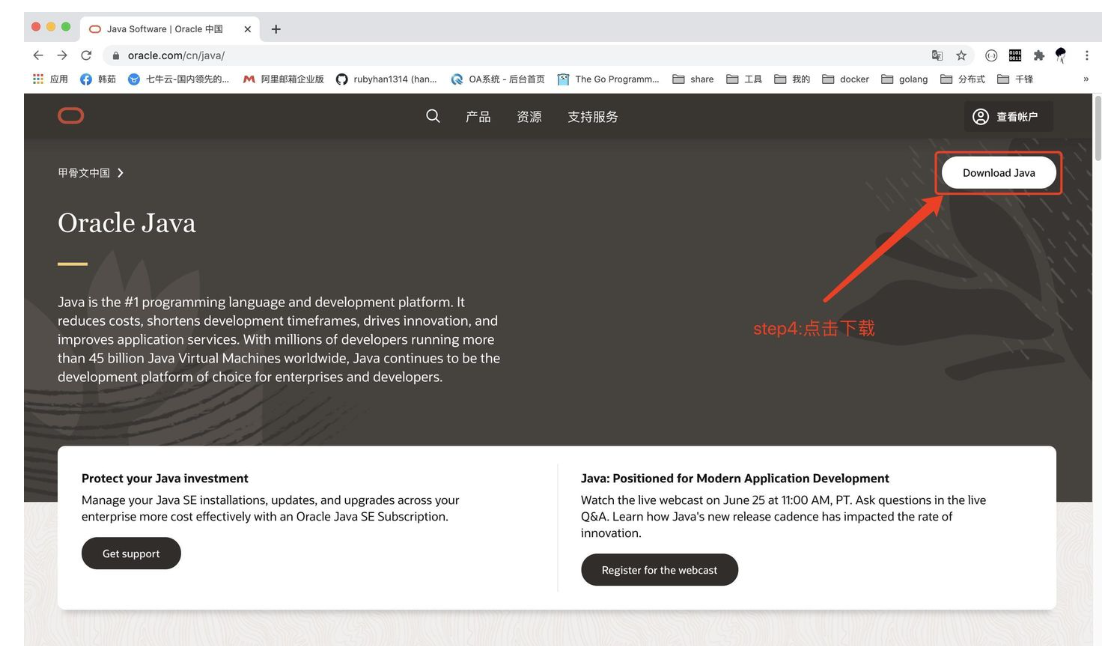 Java Software | Oracle 中国
oracle.com/cn/java/
应用 韩茹 七牛云-国内领先的... 阿里邮箱企业版 rubyhan1314 (han... OA系统 - 后台首页 The Go Programm... share 工具 我的 docker golang 分布式 千锋 »
产品 资源 支持服务 查看帐户
甲骨文中国
Download Java
Oracle Java
Java is the #1 programming language and development platform. It
reduces costs, shortens development timeframes, drives innovation, and
improves application services. With millions of developers running more
than 45 billion Java Virtual Machines worldwide, Java continues to be the
development platform of choice for enterprises and developers.
step4:点击下载
Protect your Java investment
Manage your Java SE installations, updates, and upgrades across your
enterprise more cost effectively with an Oracle Java SE Subscription.
Get support
Java: Positioned for Modern Application Development
Watch the live webcast on June 25 at 11:00 AM, PT. Ask questions in the live
Q&A. Learn how Java's new release cadence has impacted the rate of
innovation.
Register for the webcast